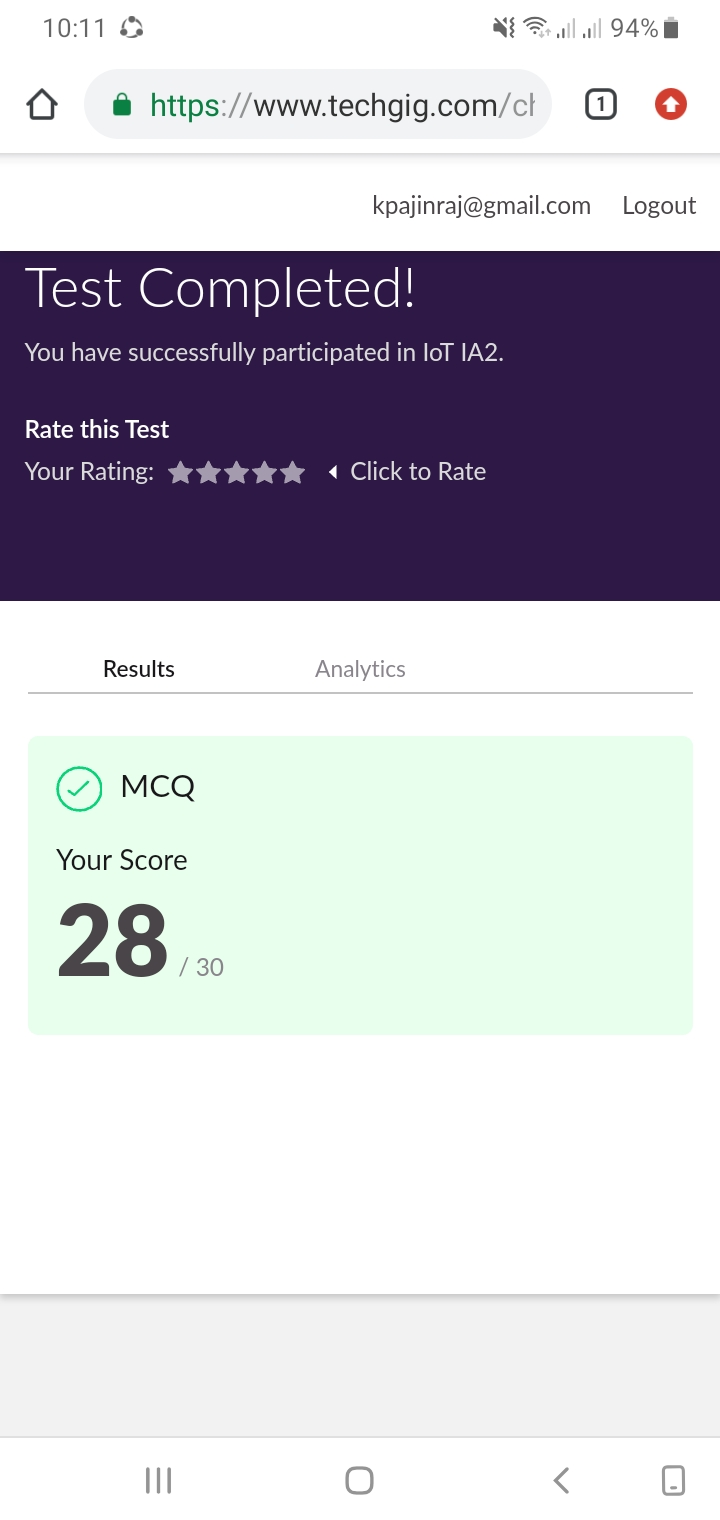 10:11 94%
https://www.techgig.com/ch
1
kpajinraj@gmail.com Logout
Test Completed!
You have successfully participated in IoT IA2.
Rate this Test
Your Rating: Click to Rate
Results Analytics
MCQ
Your Score
28 / 30